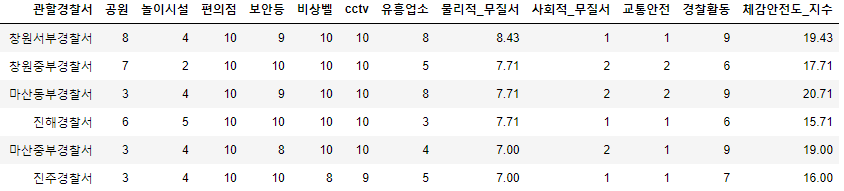 관할경찰서 공원 놀이시설 편의점 보안등 비상벨 cctv 유흥업소 물리적_무질서 사회적_무질서 교통안전 경찰활동 체감안전도_지수
창원서부경찰서 8 4 10 9 10 10 8 8.43 1 1 9 19.43
창원중부경찰서 7 2 10 10 10 10 5 7.71 2 2 6 17.71
마산동부경찰서 3 4 10 9 10 10 8 7.71 2 2 9 20.71
진해경찰서 6 5 10 10 10 10 3 7.71 1 1 6 15.71
마산중부경찰서 3 4 10 8 10 10 4 7.00 2 1 9 19.00
진주경찰서 3 4 10 10 8 9 5 7.00 1 1 7 16.00